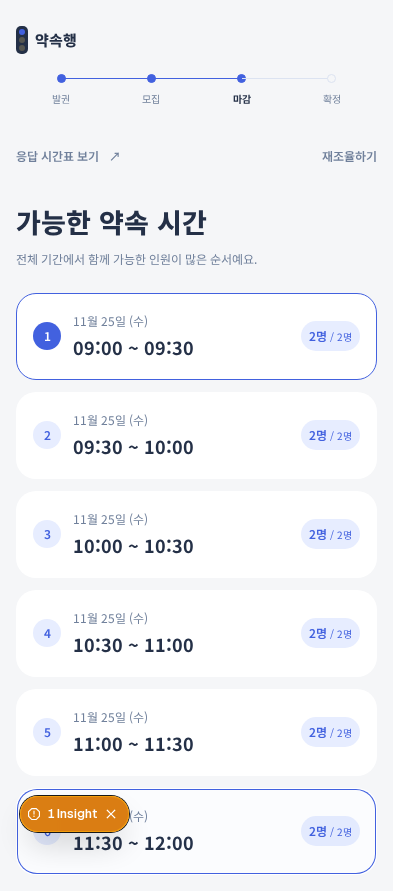 약속행
발권 모집 마감 확정
응답 시간표 보기 ↗ 재조율하기
가능한 약속 시간
전체 기간에서 함께 가능한 인원이 많은 순서예요.
11월 25일 (수)
1 09:00 ~ 09:30 2명 / 2명
11월 25일 (수)
2 09:30 ~ 10:00 2명 / 2명
11월 25일 (수)
3 10:00 ~ 10:30 2명 / 2명
11월 25일 (수)
4 10:30 ~ 11:00 2명 / 2명
11월 25일 (수)
5 11:00 ~ 11:30 2명 / 2명
(수)
11:30 ~ 12:00 2명 / 2명
1 Insight ×